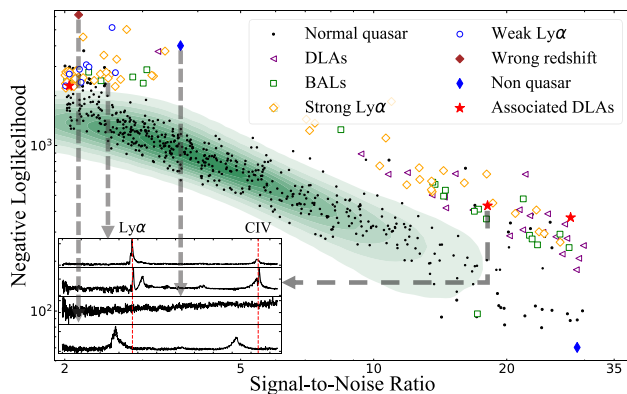 Normal quasar
DLAs
BALs
Strong Lyα
Weak Lyα
Wrong redshift
Non quasar
Associated DLAs
Negative Loglikelihood
10³
10²
Lyα
CIV
2
5
10
20
35
Signal-to-Noise Ratio